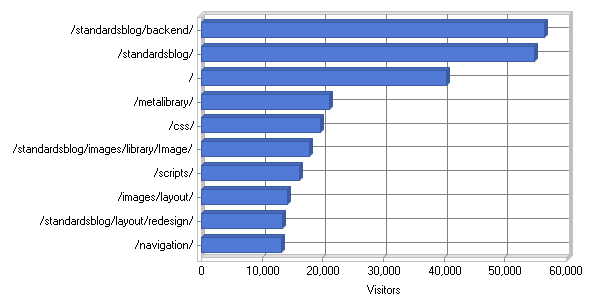 /standardsblog/backend/
/standardsblog/
/
/metalibrary/
/css/
/standardsblog/images/library/Image/
/scripts/
/images/layout/
/standardsblog/layout/redesign/
/navigation/
0 10,000 20,000 30,000 40,000 50,000 60,000
Visitors